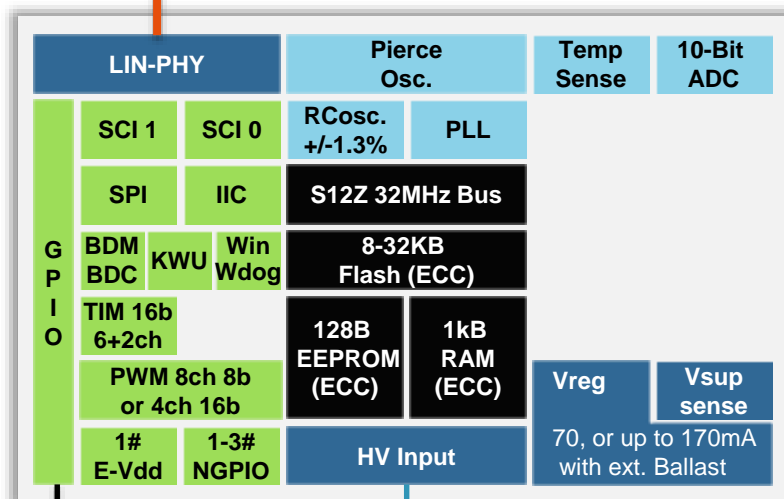 LIN-PHY
Pierce
Osc.
Temp
Sense
10-Bit
ADC
G
P
I
O
SCI 1
SCI 0
RCosc.
+/-1.3%
PLL
SPI
IIC
S12Z 32MHz Bus
BDM
BDC
KWU
Win
Wdog
8-32KB
Flash (ECC)
TIM 16b
6+2ch
128B
EEPROM
(ECC)
1kB
RAM
(ECC)
PWM 8ch 8b
or 4ch 16b
Vreg
Vsup
sense
1#
E-Vdd
1-3#
NGPIO
HV Input
70, or up to 170mA
with ext. Ballast